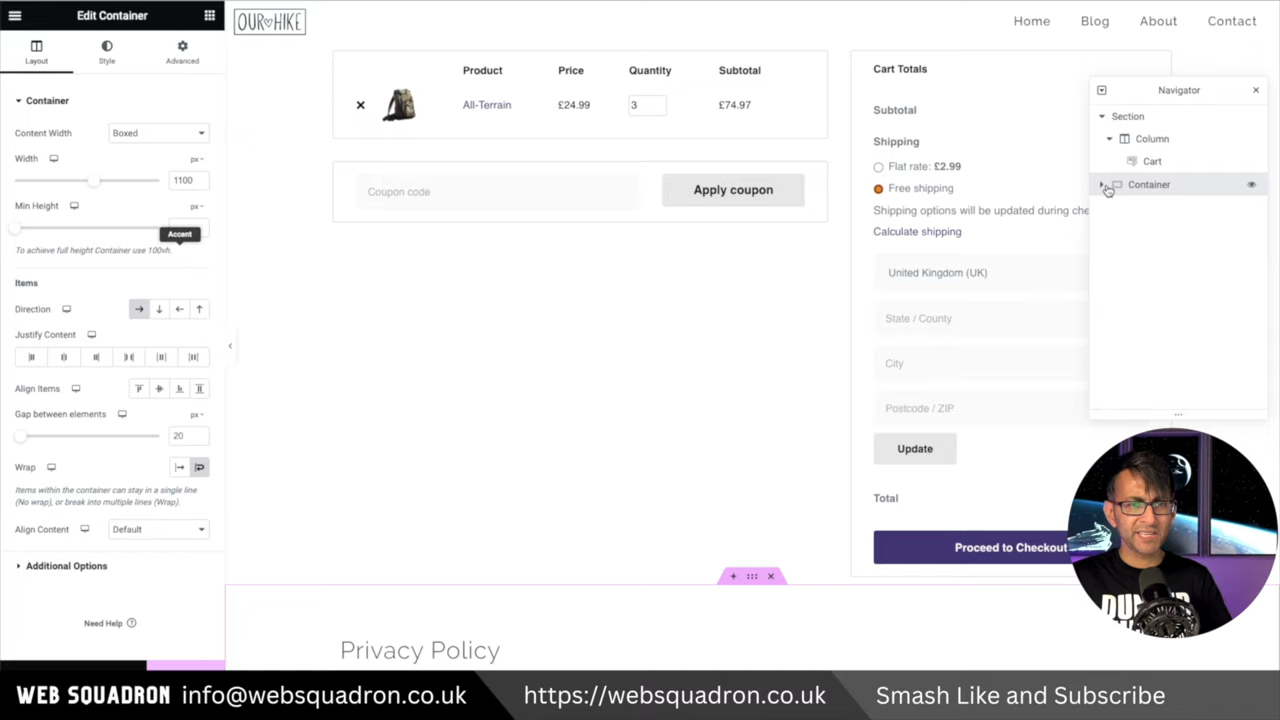 Edit Container
OUR HIKE
Home Blog About Contact
Layout Style Advanced
Container
Content Width Boxed
Width px
1100
Min Height px
Accent
To achieve full height Container use 100vh.
Items
Direction
Justify Content
Align Items
Gap between elements px
20
Wrap
Items within the container can stay in a single line
(No wrap), or break into multiple lines (Wrap).
Align Content Default
Additional Options
Need Help ?
Product Price Quantity Subtotal
All-Terrain £24.99 3 £74.97
Coupon code Apply coupon
Cart Totals
Subtotal
Shipping
Flat rate: £2.99
Free shipping
Shipping options will be updated during che
Calculate shipping
United Kingdom (UK)
State / County
City
Postcode / ZIP
Update
Total
Proceed to Checkout
Navigator
Section
Column
Cart
Container
Privacy Policy
WEB SQUADRON info@websquadron.co.uk https://websquadron.co.uk Smash Like and Subscribe